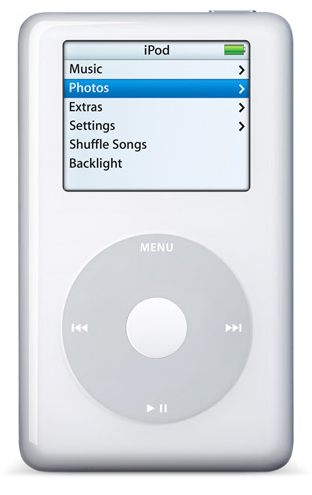 iPod
Music
Photos
Extras
Settings
Shuffle Songs
Backlight
MENU